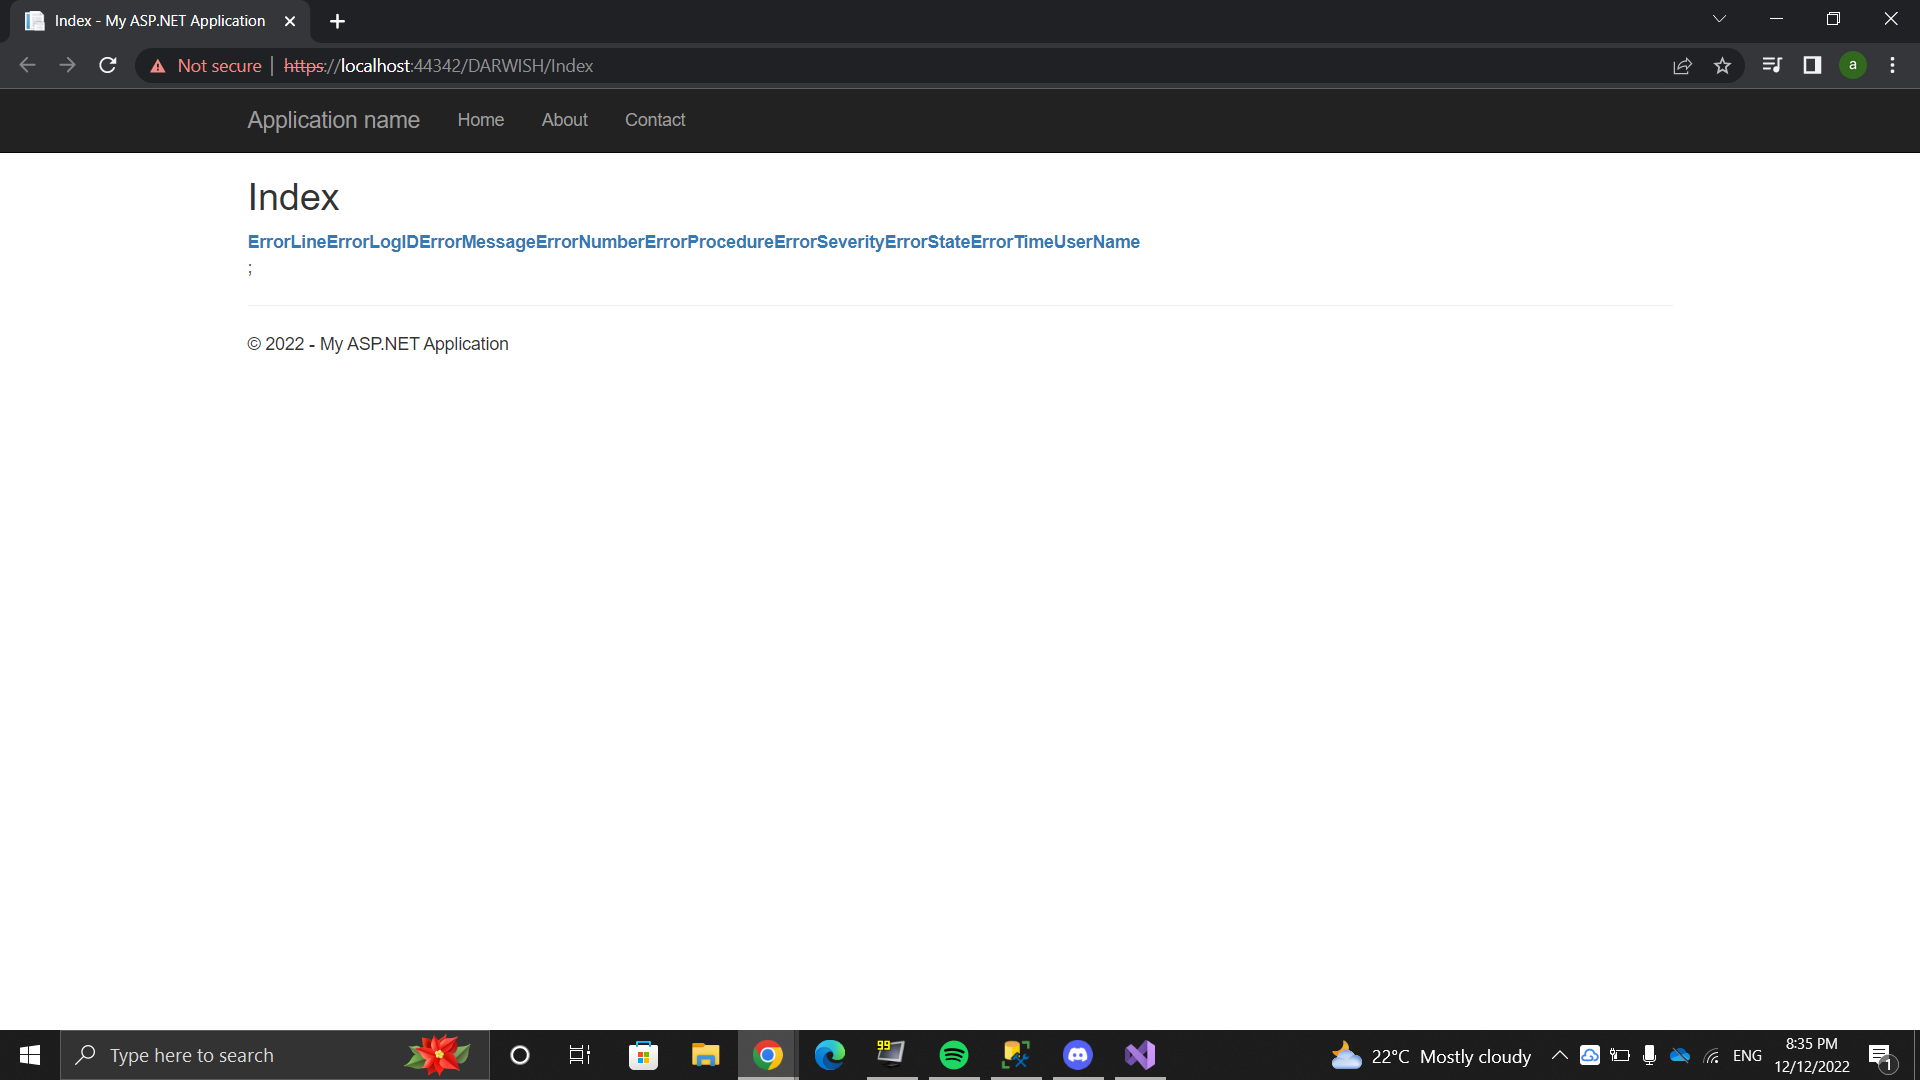 Index - My ASP.NET Application
Not secure | https://localhost:44342/DARWISH/Index
a
Application name Home About Contact
Index
ErrorLineErrorLogIDErrorMessageErrorNumberErrorProcedureErrorSeverityErrorStateErrorTimeUserName
;
© 2022 - My ASP.NET Application
Type here to search
99
22°C Mostly cloudy
ENG
8:35 PM
12/12/2022
1